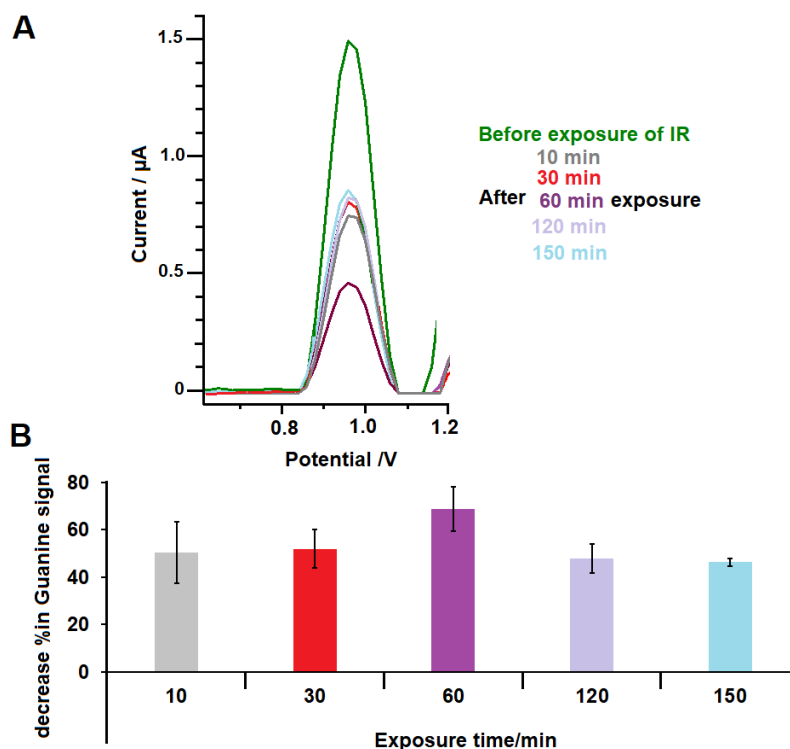 A
1.5
1.0
0.5
0
Current / µA
0.8
1.0
1.2
Potential /V
Before exposure of IR
10 min
30 min
After 60 min exposure
120 min
150 min
B
80
60
40
20
0
decrease %in Guanine signal
10 30 60 120 150
Exposure time/min